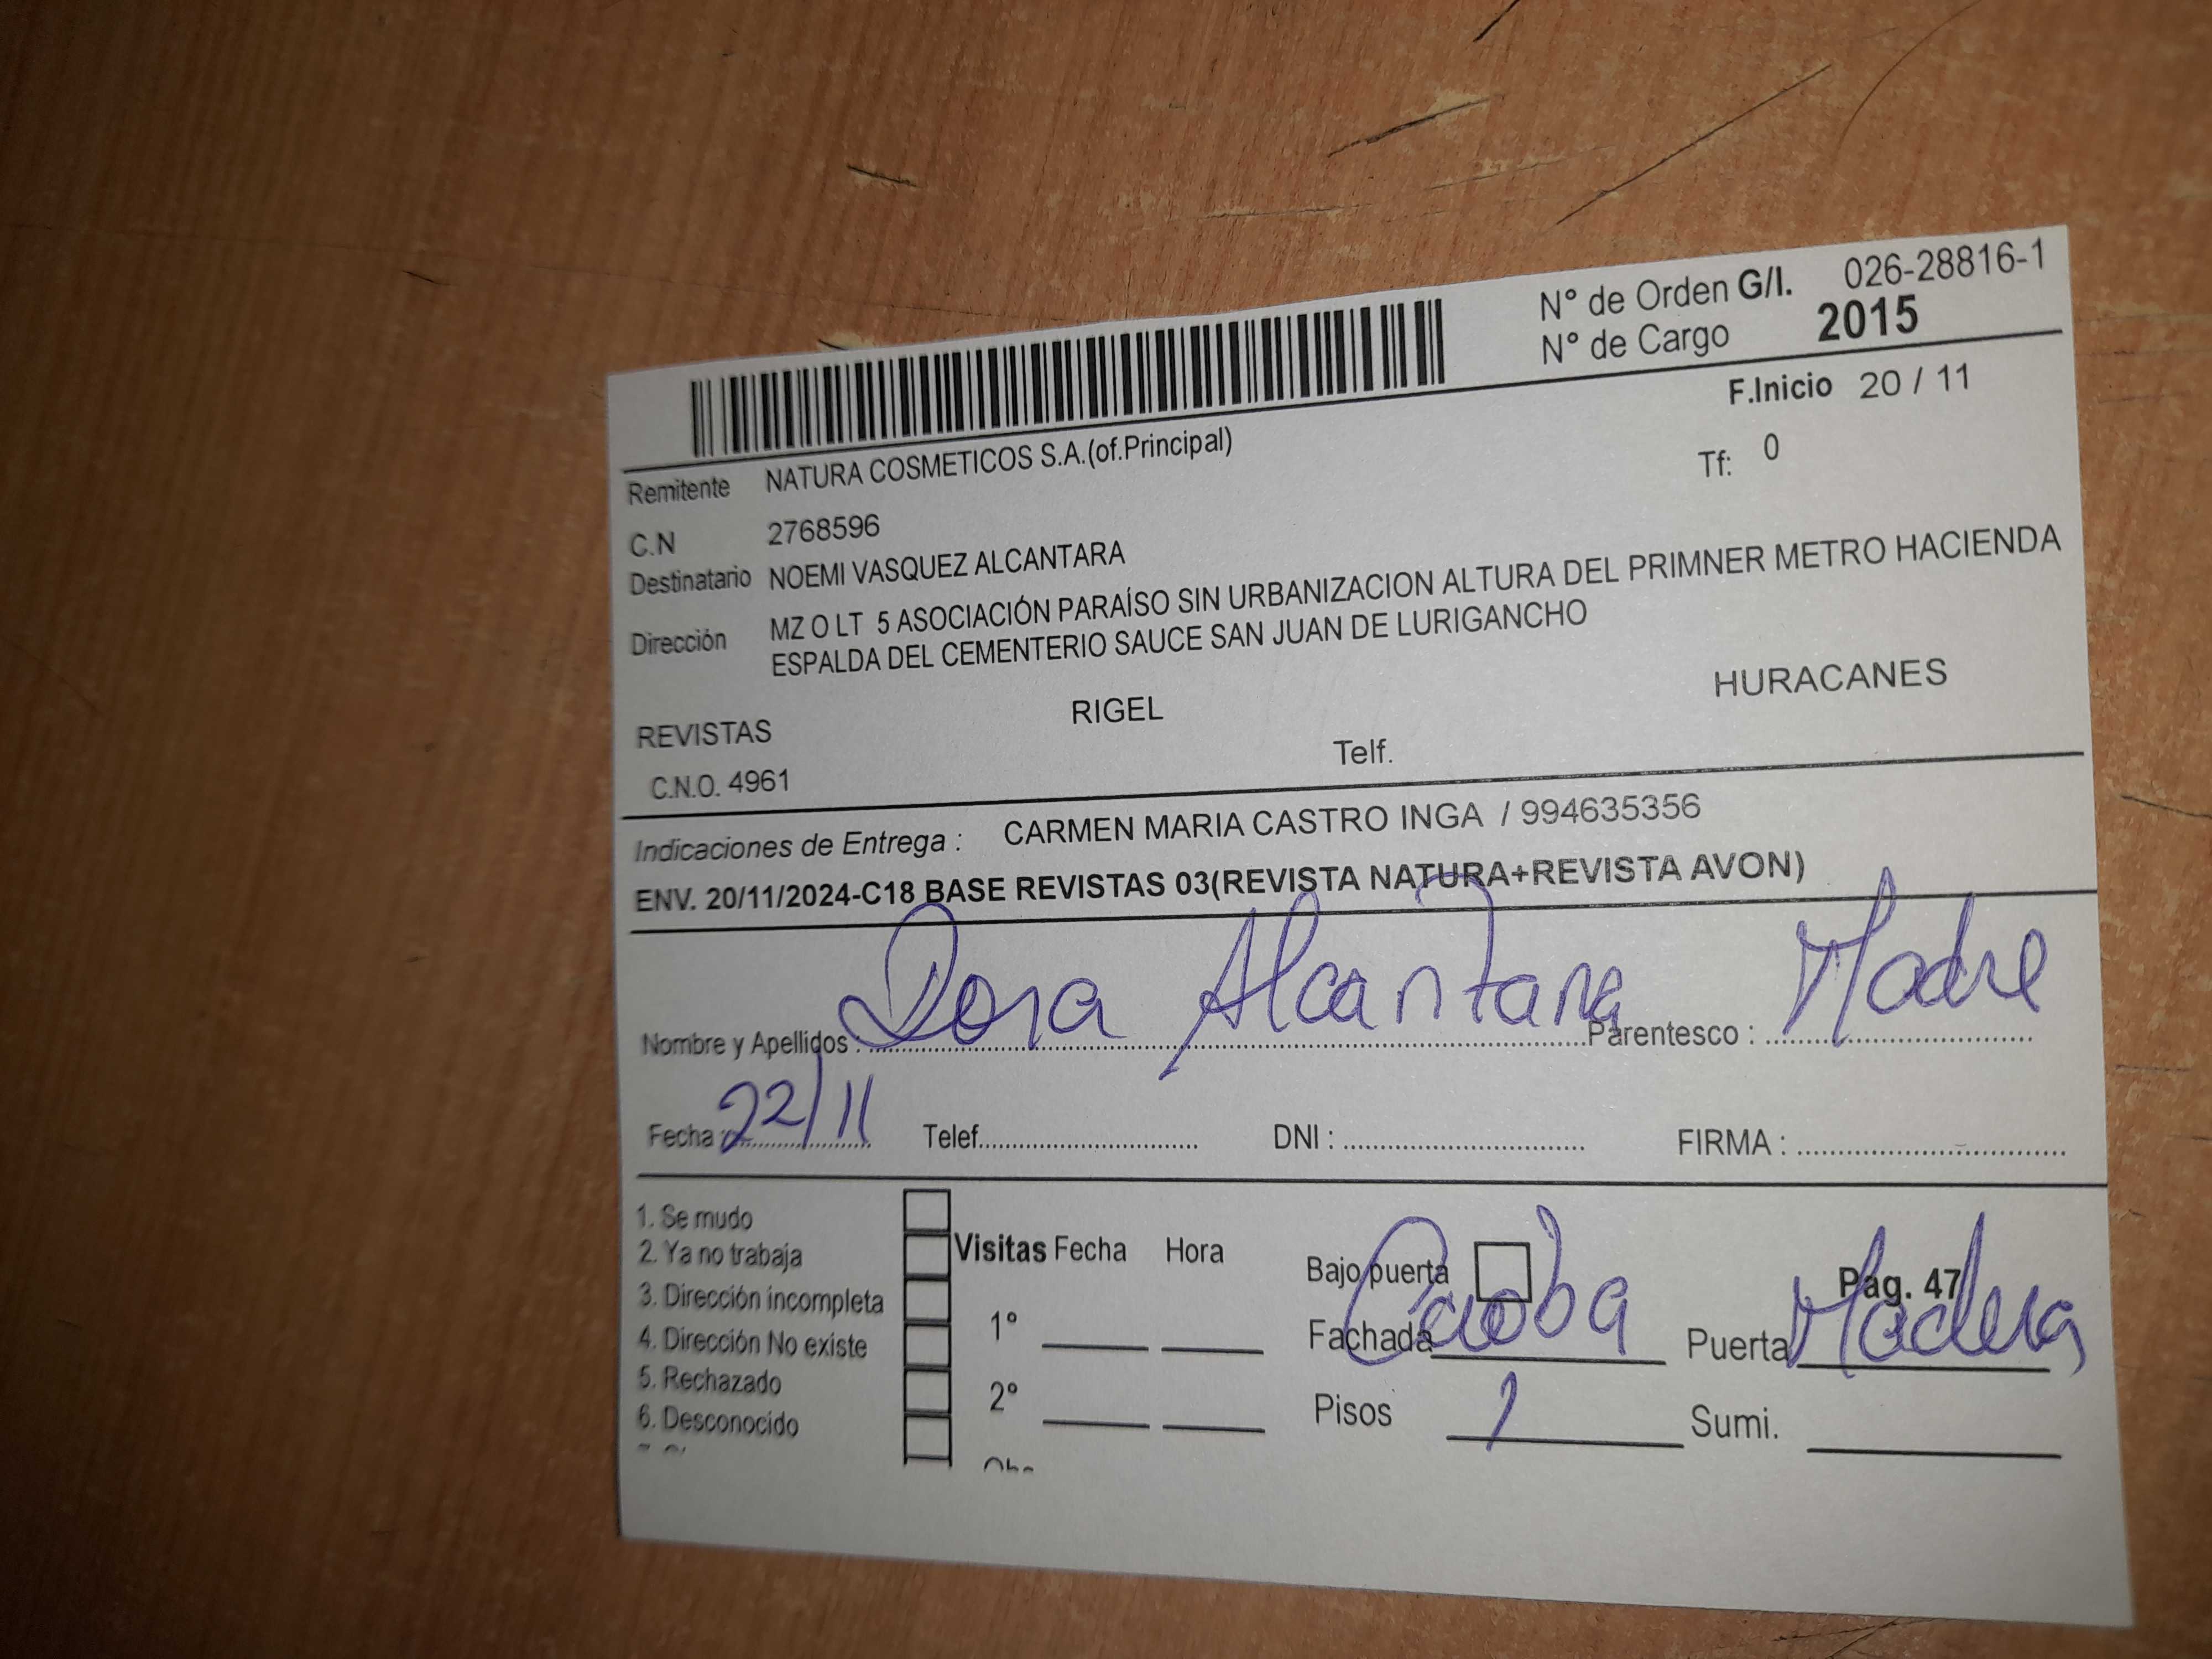 N° de Orden G/I. 026-28816-1
N° de Cargo 2015
F.Inicio 20 / 11
Remitente NATURA COSMETICOS S.A.(of.Principal)
Tf: 0
C.N 2768596
Destinatario NOEMI VASQUEZ ALCANTARA
Dirección MZ O LT 5 ASOCIACIÓN PARAÍSO SIN URBANIZACION ALTURA DEL PRIMNER METRO HACIENDA
ESPALDA DEL CEMENTERIO SAUCE SAN JUAN DE LURIGANCHO
REVISTAS RIGEL HURACANES
C.N.O. 4961 Telf.
Indicaciones de Entrega : CARMEN MARIA CASTRO INGA / 994635356
ENV. 20/11/2024-C18 BASE REVISTAS 03(REVISTA NATURA+REVISTA AVON)
Nombre y Apellidos : Dora Alcantara Parentesco : Madre
Fecha : 22/11 Telef. DNI : FIRMA :
1. Se mudo
2. Ya no trabaja Visitas Fecha Hora Bajo puerta Pag. 47
3. Dirección incompleta 1° Fachada Caoba Puerta Madera
4. Dirección No existe
5. Rechazado 2° Pisos 1 Sumi.
6. Desconocido